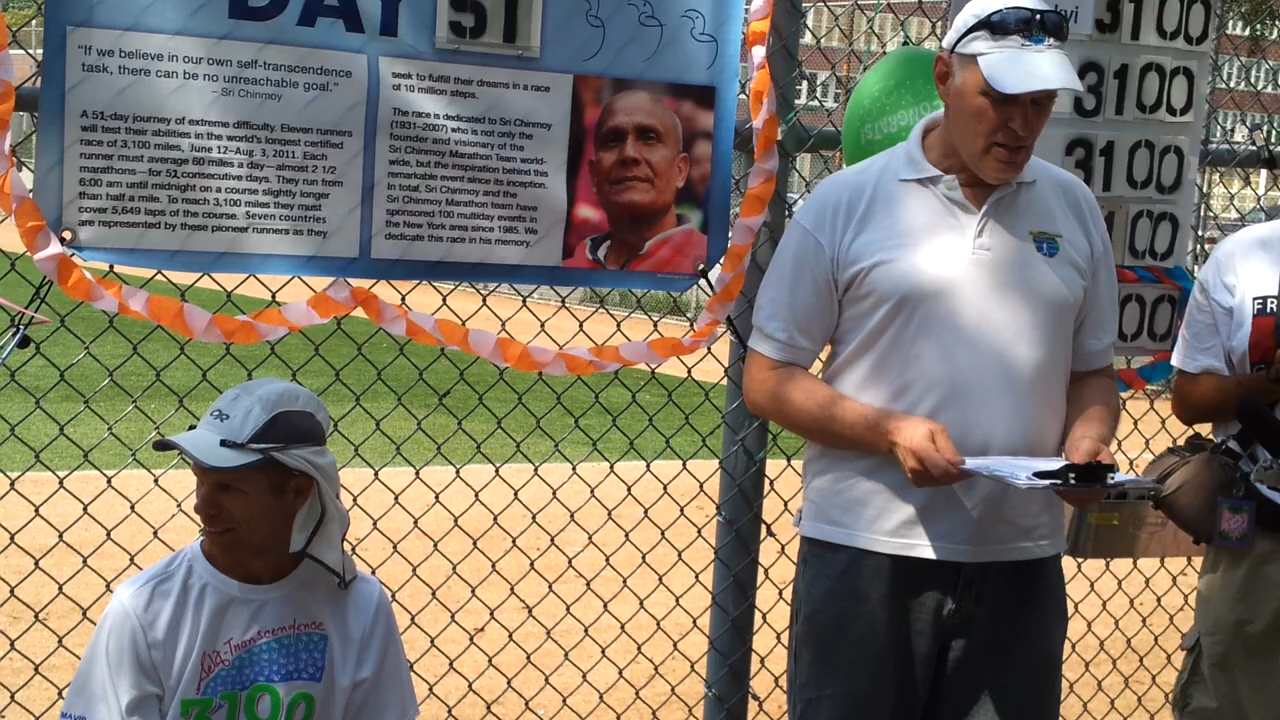 DAY 51
"If we believe in our own self-transcendence
task, there can be no unreachable goal."
– Sri Chinmoy
A 51-day journey of extreme difficulty. Eleven runners
will test their abilities in the world's longest certified
race of 3,100 miles, June 12–Aug. 3, 2011. Each
runner must average 60 miles a day—almost 2 1/2
marathons—for 52 consecutive days. They run from
6:00 am until midnight on a course slightly longer
than half a mile. To reach 3,100 miles they must
cover 5,649 laps of the course. Seven countries
are represented by these pioneer runners as they
seek to fulfill their dreams in a race
of 10 million steps.
The race is dedicated to Sri Chinmoy
(1931–2007) who is not only the
founder and visionary of the
Sri Chinmoy Marathon Team world-
wide, but the inspiration behind this
remarkable event since its inception.
In total, Sri Chinmoy and the
Sri Chinmoy Marathon team have
sponsored 100 multiday events in
the New York area since 1985. We
dedicate this race in his memory.
CONGRATS!
kyi 3100
3100
3100
100
00
FR
OR
Self-Transcendence
3100